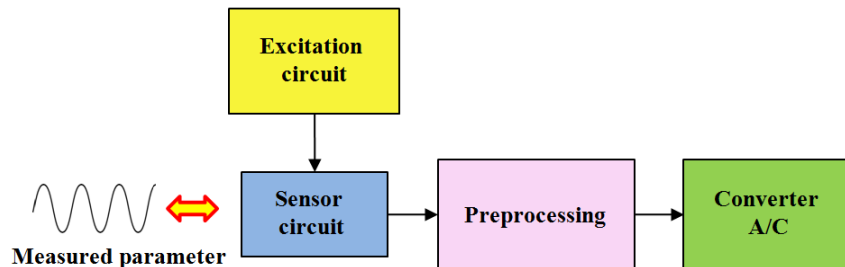 Excitation
circuit
Sensor
circuit
Preprocessing
Converter
A/C
Measured parameter